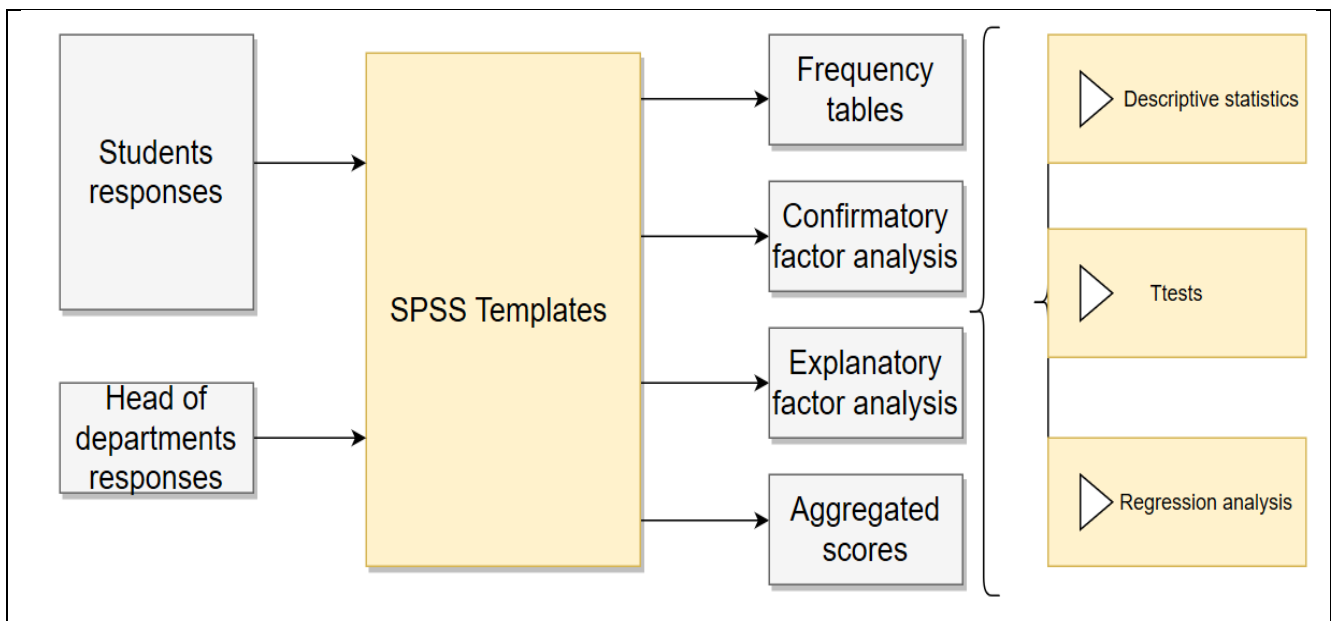 Students
responses
Head of
departments
responses
SPSS Templates
Frequency
tables
Confirmatory
factor analysis
Explanatory
factor analysis
Aggregated
scores
Descriptive statistics
Ttests
Regression analysis